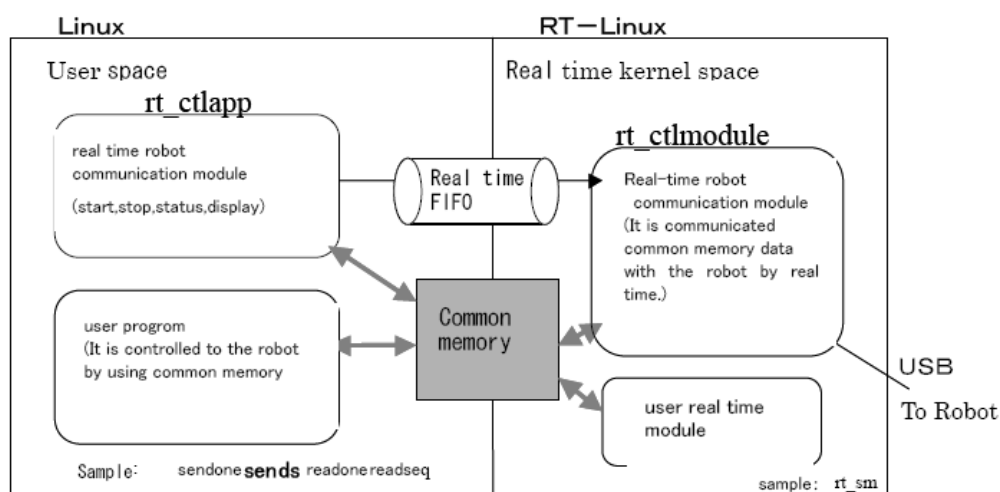 Linux
RT-Linux
User space
Real time kernel space
rt_ctlapp
real time robot
communication module
(start,stop,status,display)
Real time
FIFO
rt_ctlmodule
Real-time robot
communication module
(It is communicated
common memory data
with the robot by real
time.)
user progrom
(It is controlled to the robot
by using common memory
Common
memory
user real time
module
USB
To Robot
Sample: sendone sends readone readseq
sample: rt_sm